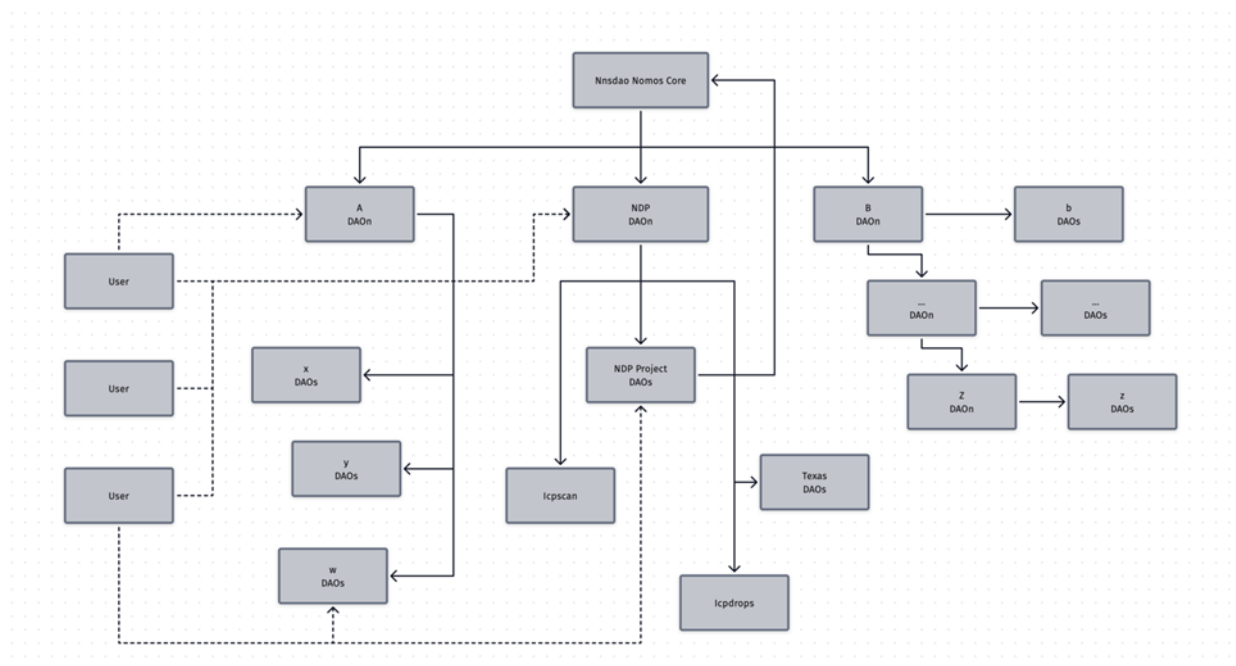 Nnsdao Nomos Core
A
DAOn
NDP
DAOn
B
DAOn
b
DAOs
User
...
DAOn
...
DAOs
User
x
DAOs
NDP Project
DAOs
Z
DAOn
z
DAOs
User
y
DAOs
Icpscan
Texas
DAOs
w
DAOs
Icpdrops